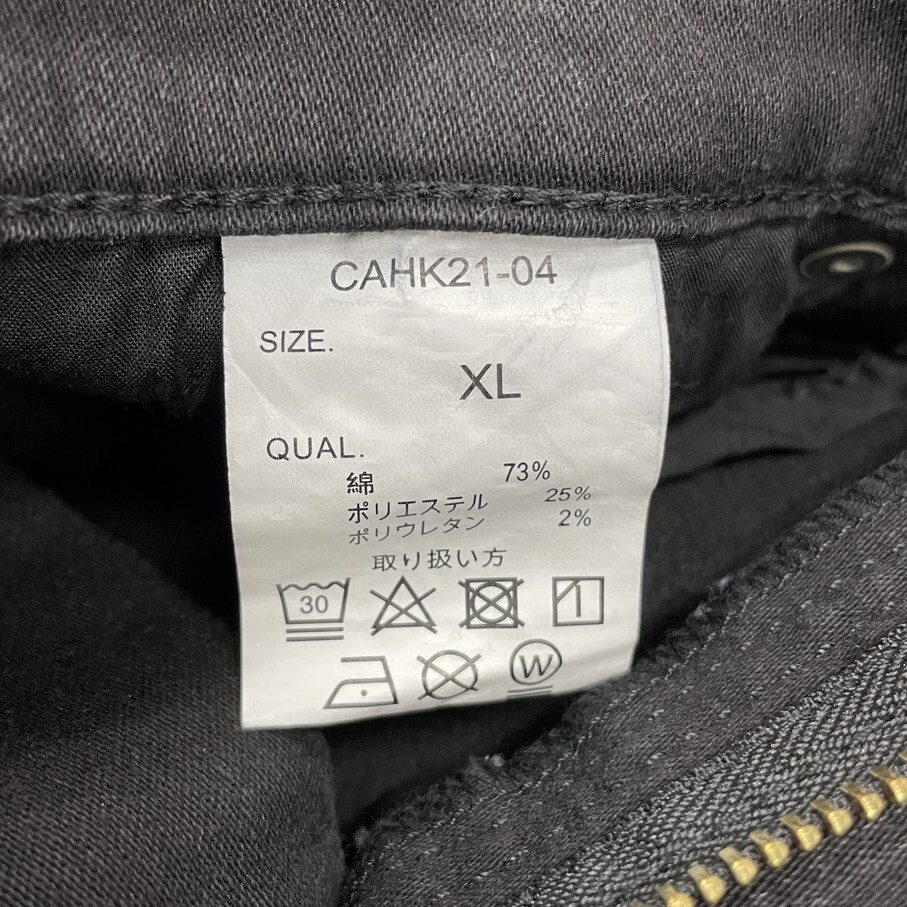 CAHK21-04
SIZE.
XL
QUAL.
綿 73%
ポリエステル 25%
ポリウレタン 2%
取り扱い方
30
W